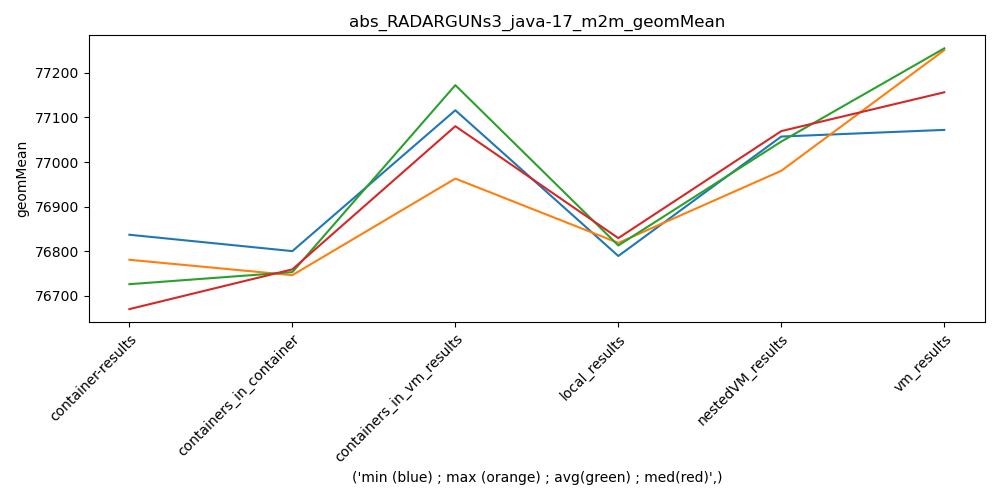 abs_RADARGUNs3_java-17_m2m_geomMean
geomMean
77200
77100
77000
76900
76800
76700
container-results
containers_in_container
containers_in_vm_results
local_results
nestedVM_results
vm_results
('min (blue) ; max (orange) ; avg(green) ; med(red)',)